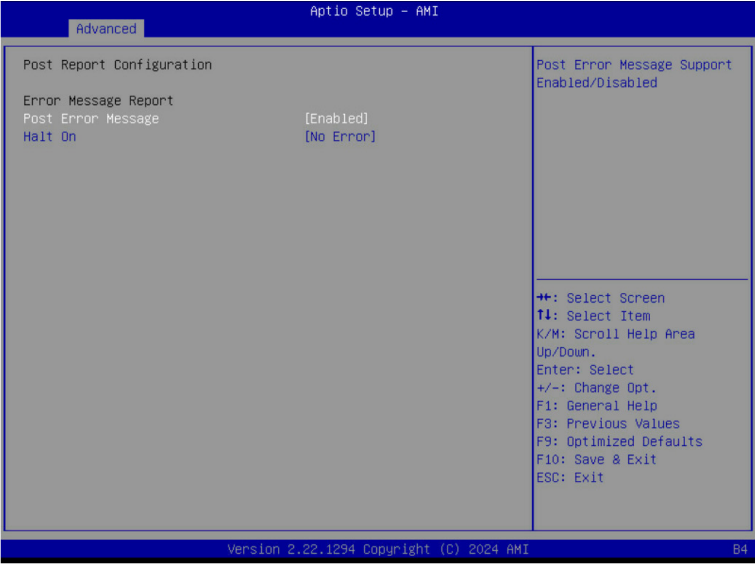 Aptio Setup – AMI
Advanced
Post Report Configuration
Error Message Report
Post Error Message [Enabled]
Halt On [No Error]
Post Error Message Support
Enabled/Disabled
→←: Select Screen
↑↓: Select Item
K/M: Scroll Help Area
Up/Down.
Enter: Select
+/-: Change Opt.
F1: General Help
F3: Previous Values
F9: Optimized Defaults
F10: Save & Exit
ESC: Exit
Version 2.22.1294 Copyright (C) 2024 AMI
B4